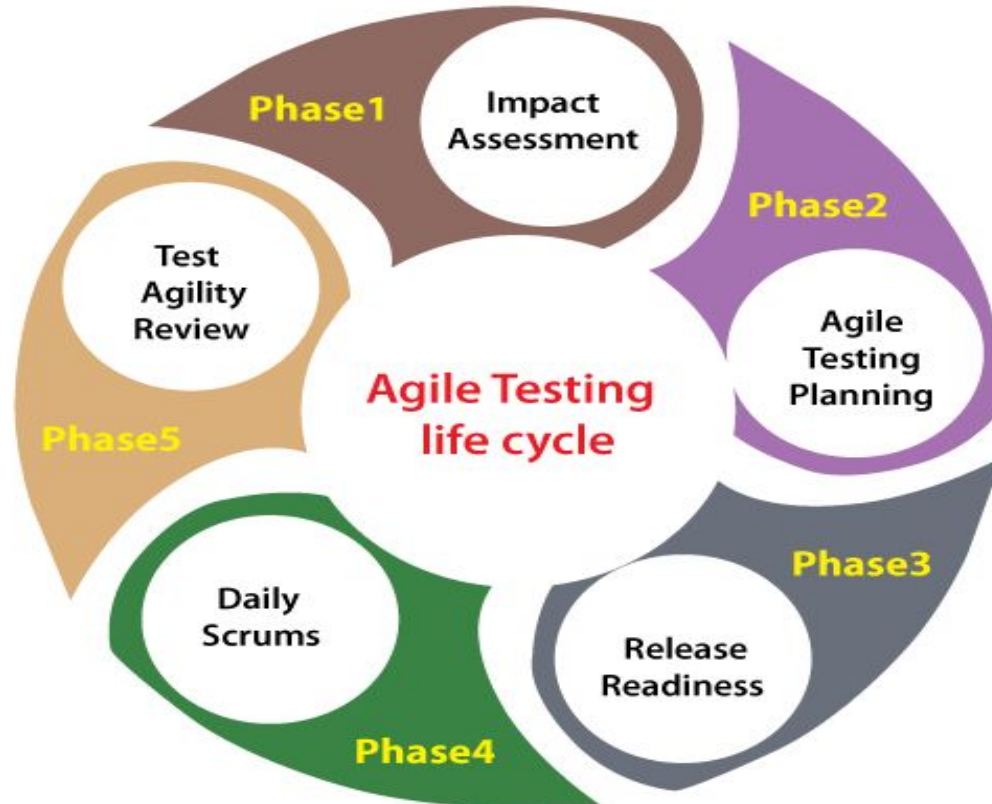 Agile Testing
life cycle
Phase1
Impact
Assessment
Phase2
Agile
Testing
Planning
Phase3
Release
Readiness
Phase4
Daily
Scrums
Phase5
Test
Agility
Review